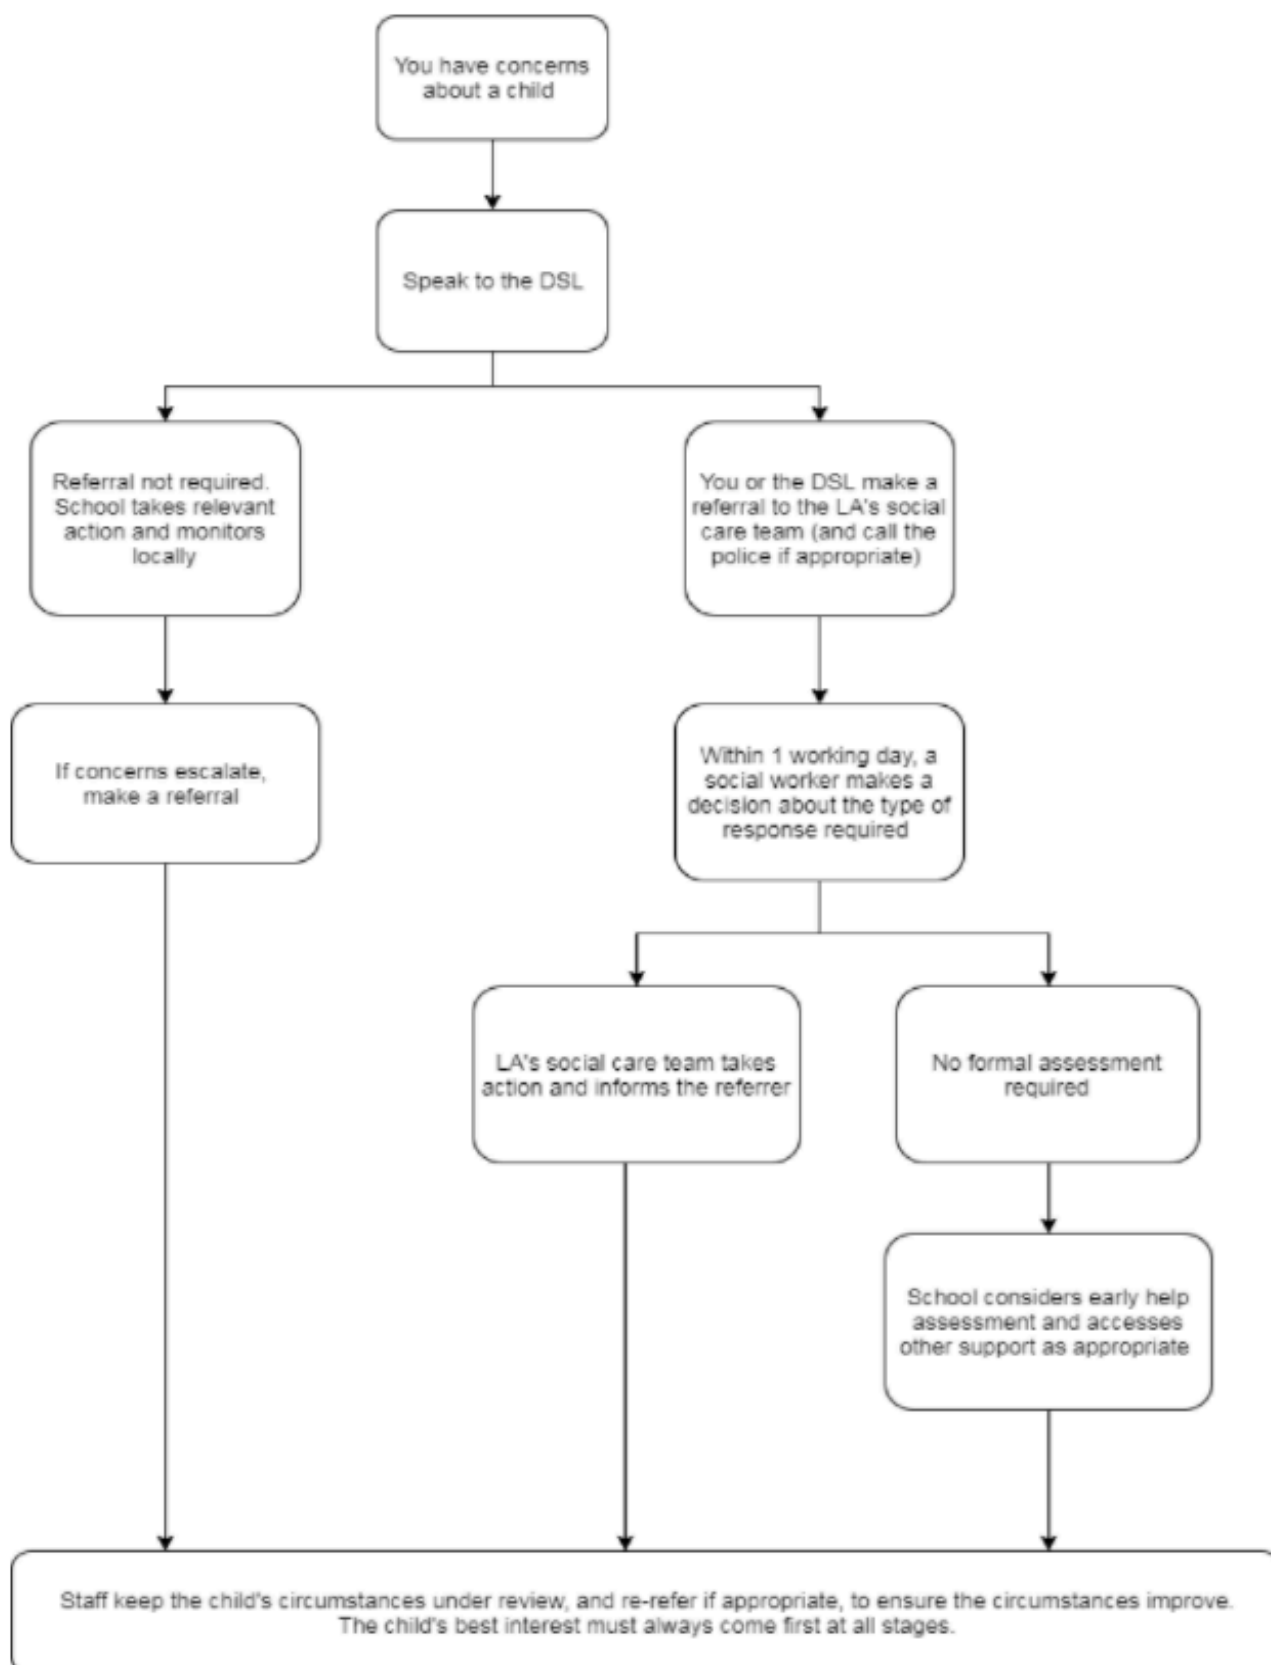 You have concerns
about a child
Speak to the DSL
Referral not required.
School takes relevant
action and monitors
locally
You or the DSL make a
referral to the LA's social
care team (and call the
police if appropriate)
If concerns escalate,
make a referral
Within 1 working day, a
social worker makes a
decision about the type of
response required
LA's social care team takes
action and informs the referrer
No formal assessment
required
School considers early help
assessment and accesses
other support as appropriate
Staff keep the child's circumstances under review, and re-refer if appropriate, to ensure the circumstances improve.
The child's best interest must always come first at all stages.